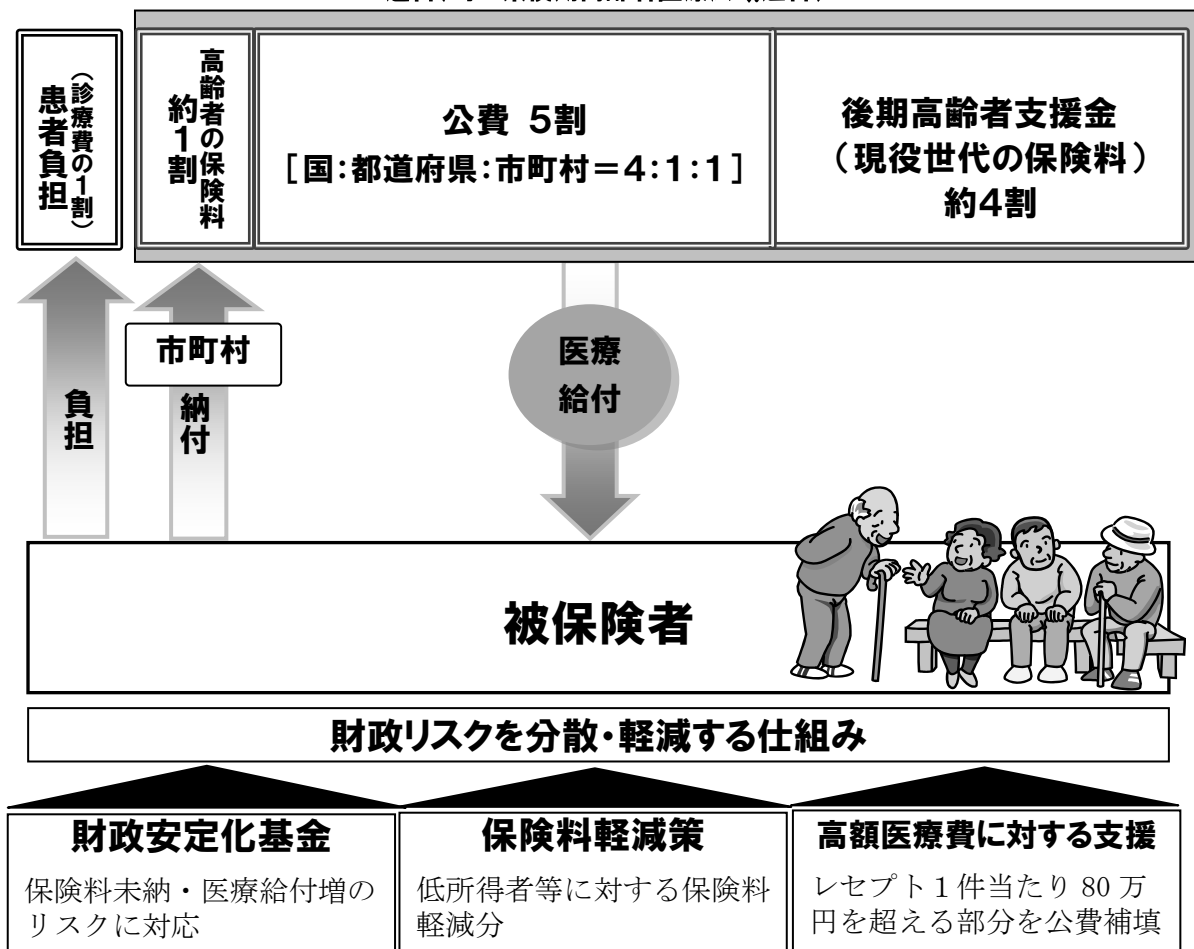 患者負担
（診療費の1割）
高齢者の保険料
約1割
公費 5割
［国：都道府県：市町村＝4：1：1］
後期高齢者支援金
（現役世代の保険料）
約4割
市町村
負担
納付
医療
給付
被保険者
財政リスクを分散・軽減する仕組み
財政安定化基金
保険料未納・医療給付増の
リスクに対応
保険料軽減策
低所得者等に対する保険料
軽減分
高額医療費に対する支援
レセプト１件当たり 80 万
円を超える部分を公費補填